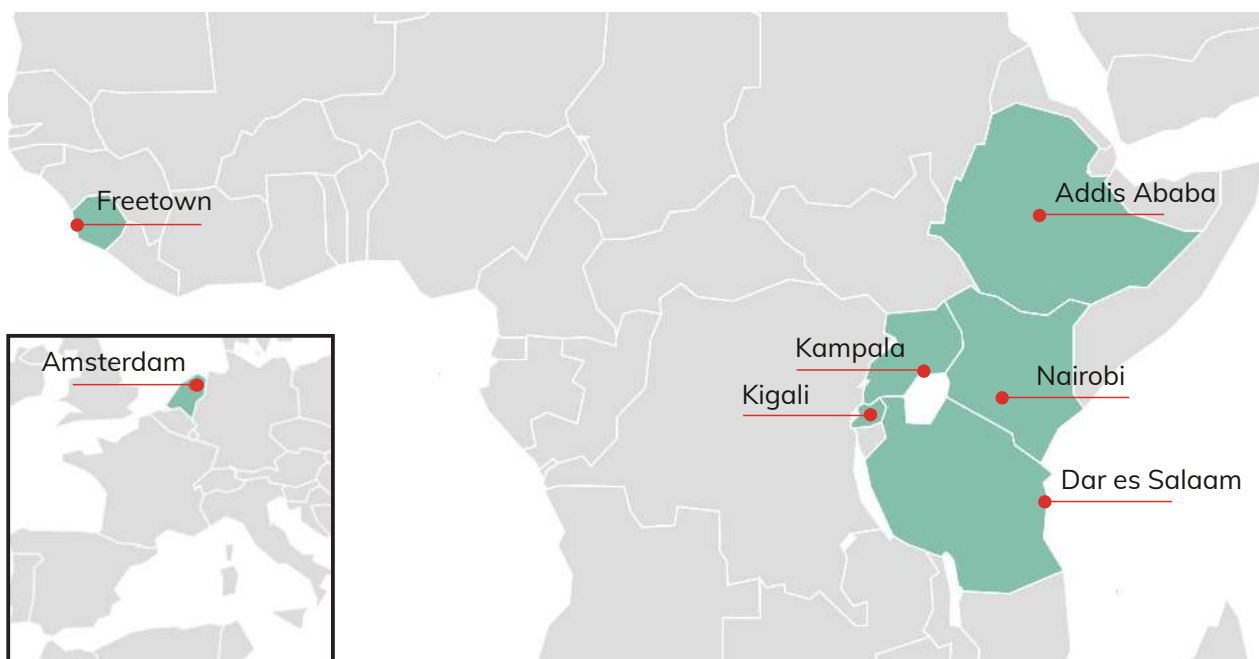 Freetown
Addis Ababa
Amsterdam
Kampala
Nairobi
Kigali
Dar es Salaam